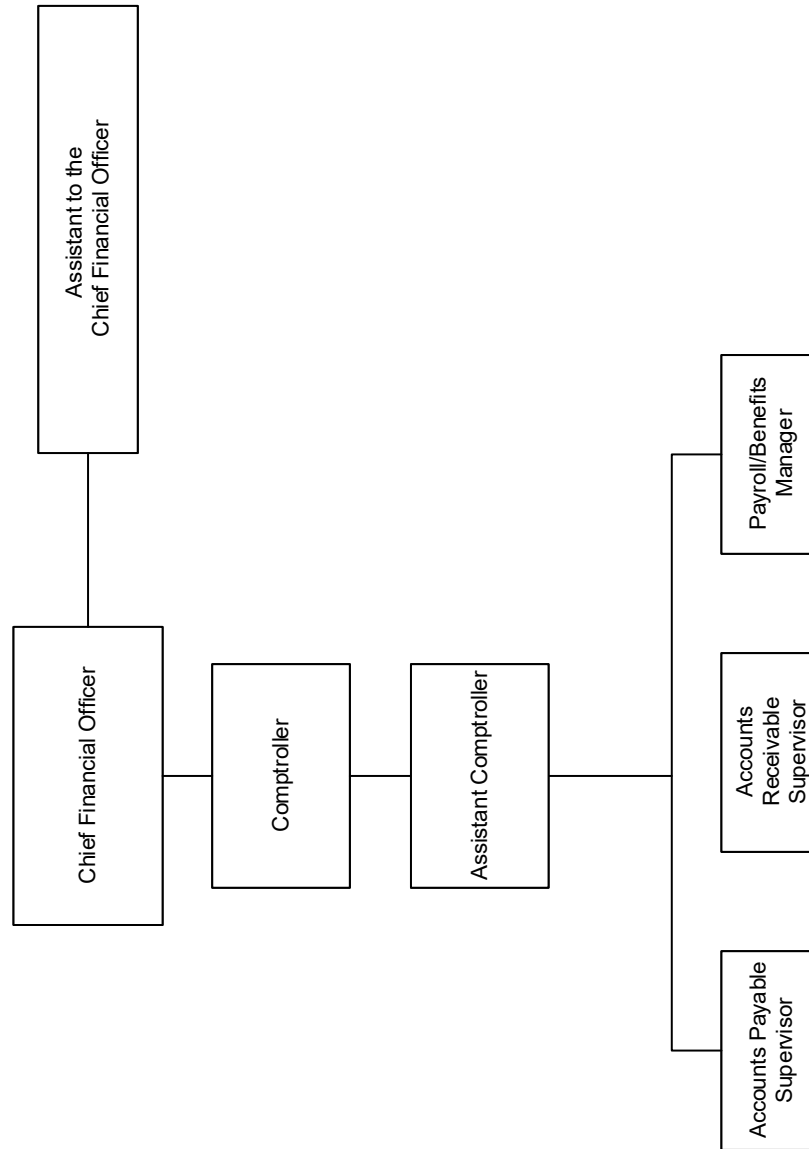 Assistant to the
Chief Financial Officer
Chief Financial Officer
Comptroller
Assistant Comptroller
Accounts Payable
Supervisor
Accounts
Receivable
Supervisor
Payroll/Benefits
Manager